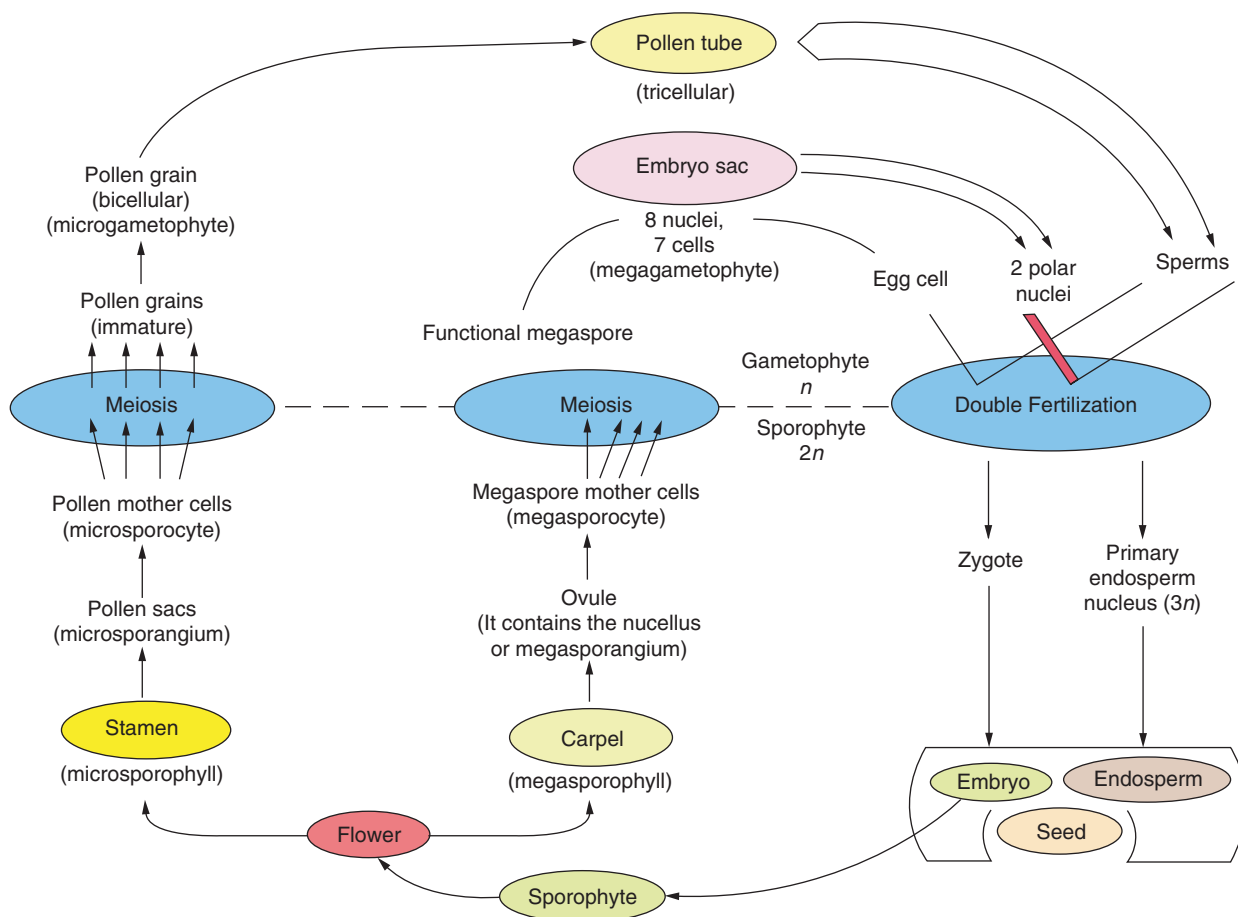 Pollen tube
(tricellular)
Embryo sac
8 nuclei,
7 cells
(megagametophyte)
Pollen grain
(bicellular)
(microgametophyte)
Egg cell
2 polar
nuclei
Sperms
Pollen grains
(immature)
Functional megaspore
Gametophyte
n
Meiosis
Meiosis
Double Fertilization
Sporophyte
2n
Pollen mother cells
(microsporocyte)
Megaspore mother cells
(megasporocyte)
Zygote
Primary
endosperm
nucleus (3n)
Pollen sacs
(microsporangium)
Ovule
(It contains the nucellus
or megasporangium)
Stamen
(microsporophyll)
Carpel
(megasporophyll)
Embryo
Endosperm
Seed
Flower
Sporophyte